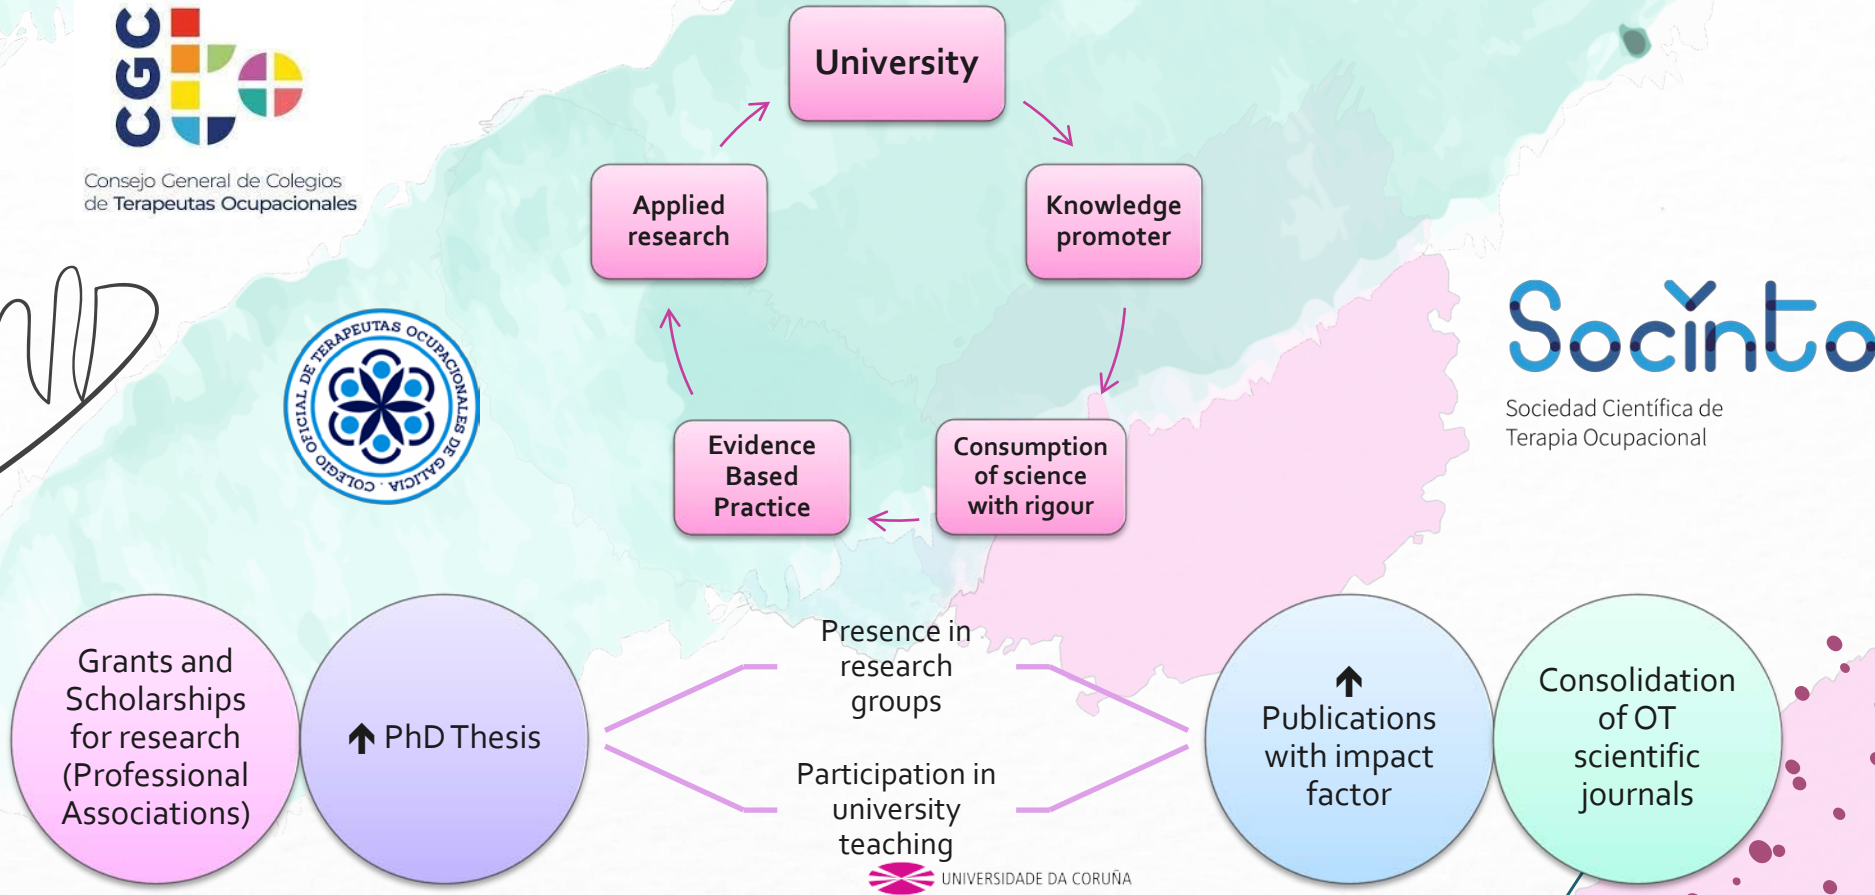 CGC
Consejo General de Colegios
de Terapeutas Ocupacionales
University
Applied
research
Knowledge
promoter
COLEGIO OFICIAL DE TERAPEUTAS OCUPACIONALES DE GALICIA ·
Socinto
Sociedad Científica de
Terapia Ocupacional
Evidence
Based
Practice
Consumption
of science
with rigour
Grants and
Scholarships
for research
(Professional
Associations)
↑ PhD Thesis
Presence in
research
groups
Participation in
university
teaching
↑
Publications
with impact
factor
Consolidation
of OT
scientific
journals
UNIVERSIDADE DA CORUÑA